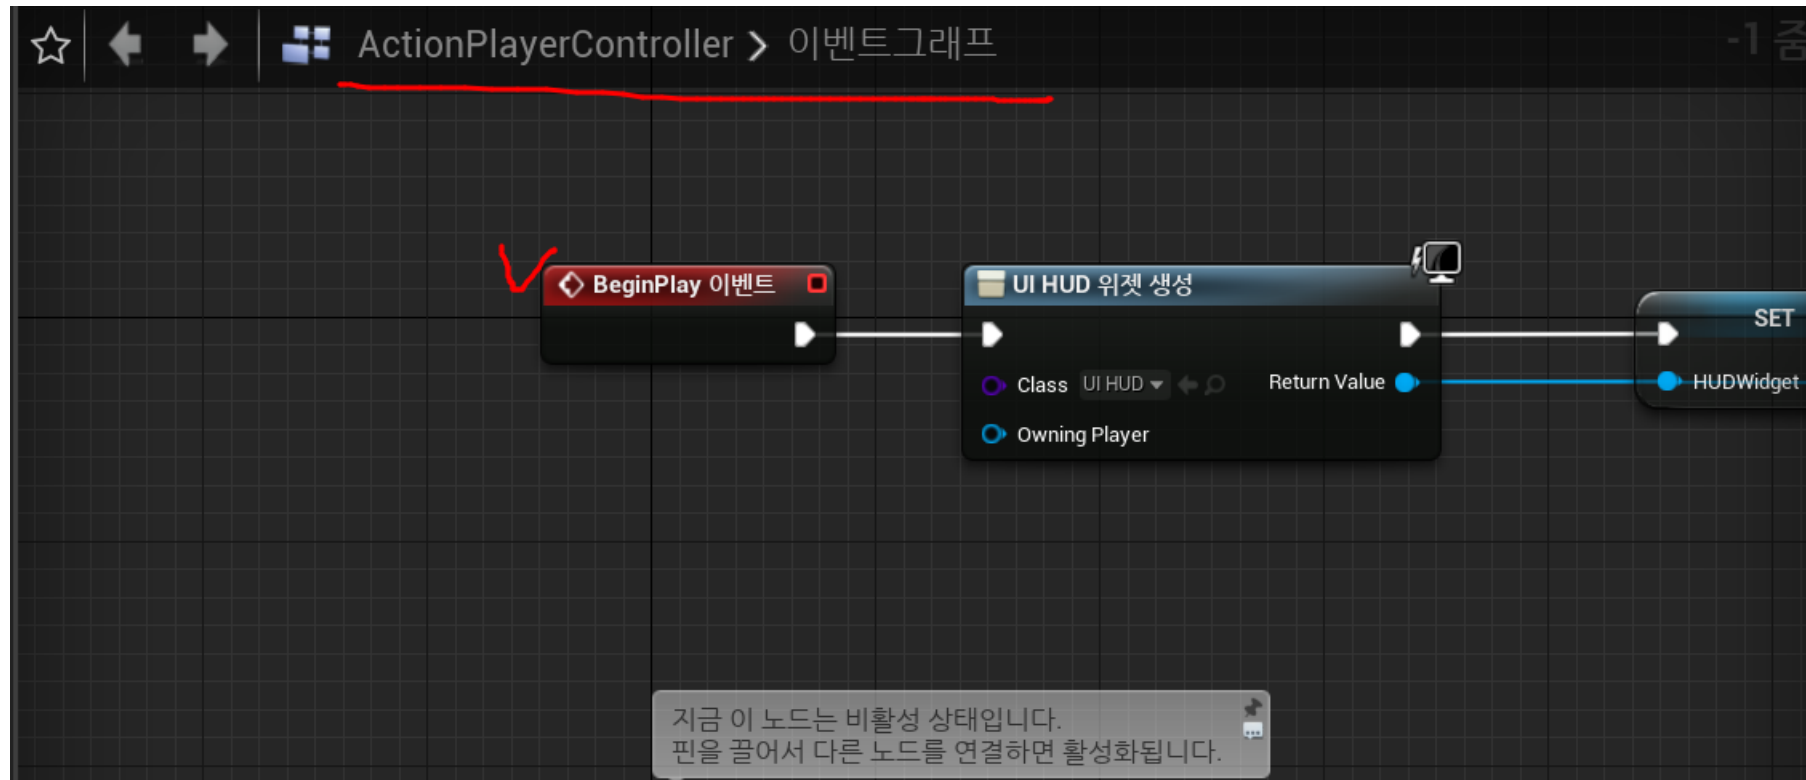 ActionPlayerController > 이벤트그래프
-1 줌
BeginPlay 이벤트
UI HUD 위젯 생성
SET
Class UI HUD Return Value
HUDWidget
Owning Player
지금 이 노드는 비활성 상태입니다.
핀을 끌어서 다른 노드를 연결하면 활성화됩니다.